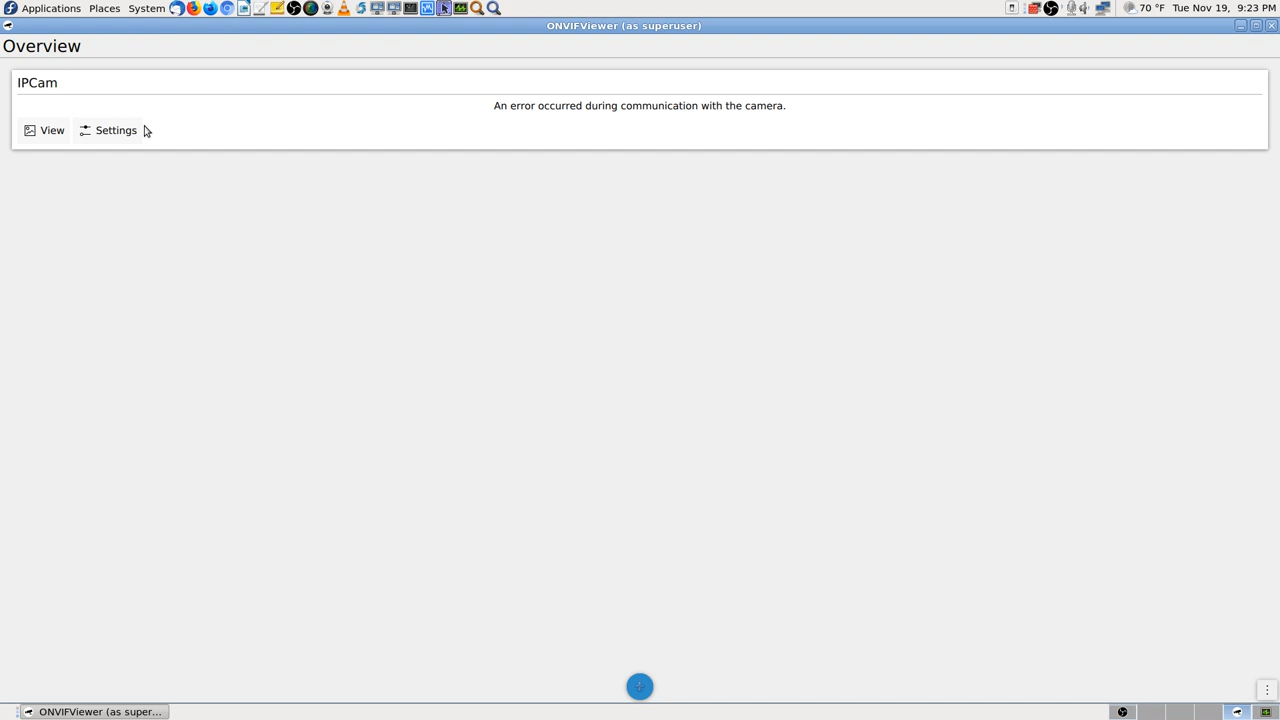 Applications Places System 70 °F Tue Nov 19, 9:23 PM
ONVIFViewer (as superuser)
Overview
IPCam
An error occurred during communication with the camera.
View Settings
ONVIFViewer (as super...